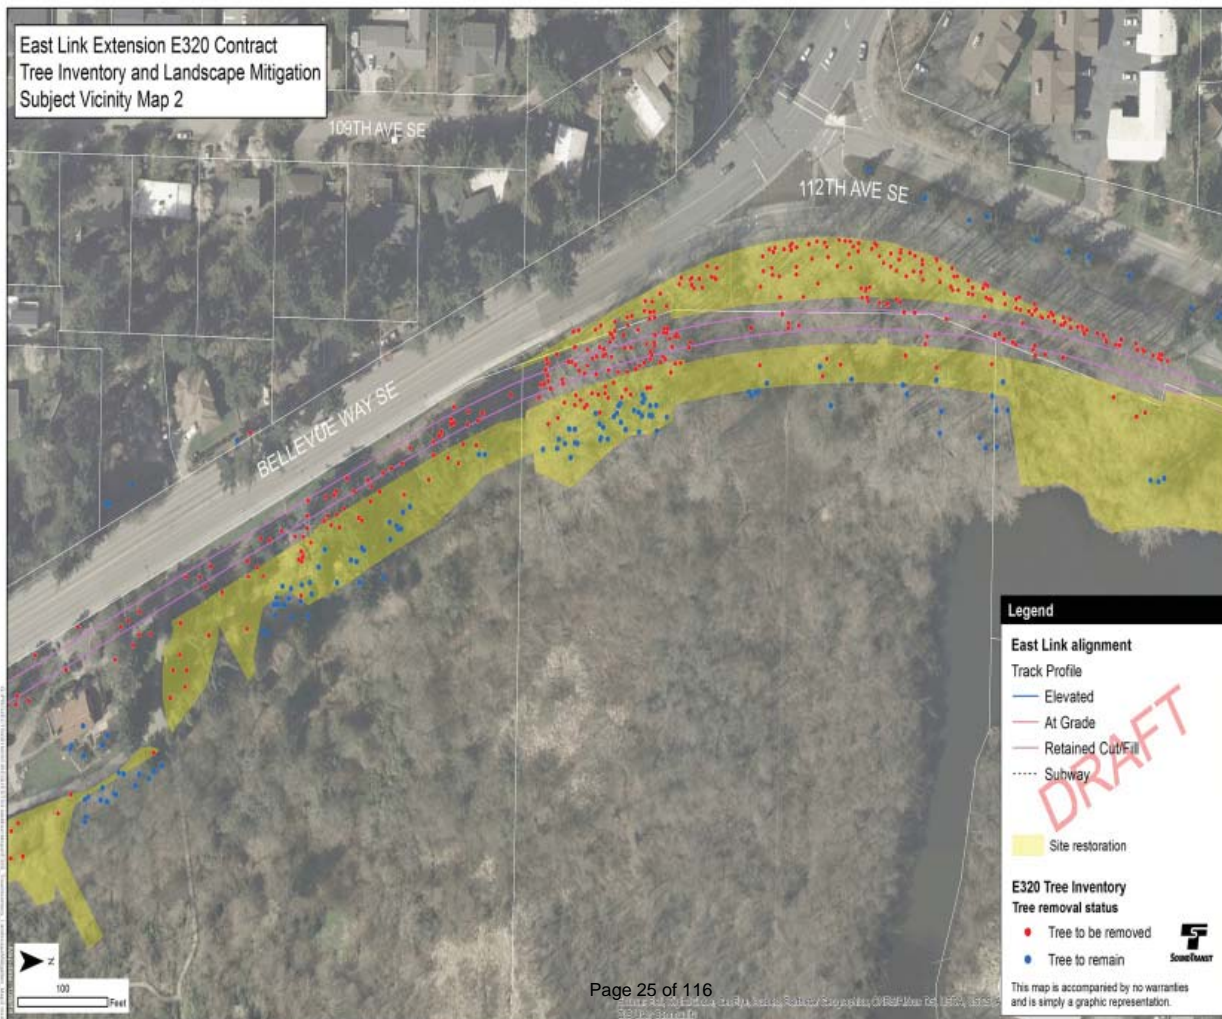 East Link Extension E320 Contract
Tree Inventory and Landscape Mitigation
Subject Vicinity Map 2
109TH AVE SE
112TH AVE SE
BELLEVUE WAY SE
Legend
East Link alignment
Track Profile
Elevated
At Grade
Retained Cut/Fill
Subway
DRAFT
Site restoration
E320 Tree Inventory
Tree removal status
Tree to be removed
Tree to remain
SOUNDTRANSIT
This map is accompanied by no warranties
and is simply a graphic representation.
N
100
Feet
Page 25 of 116